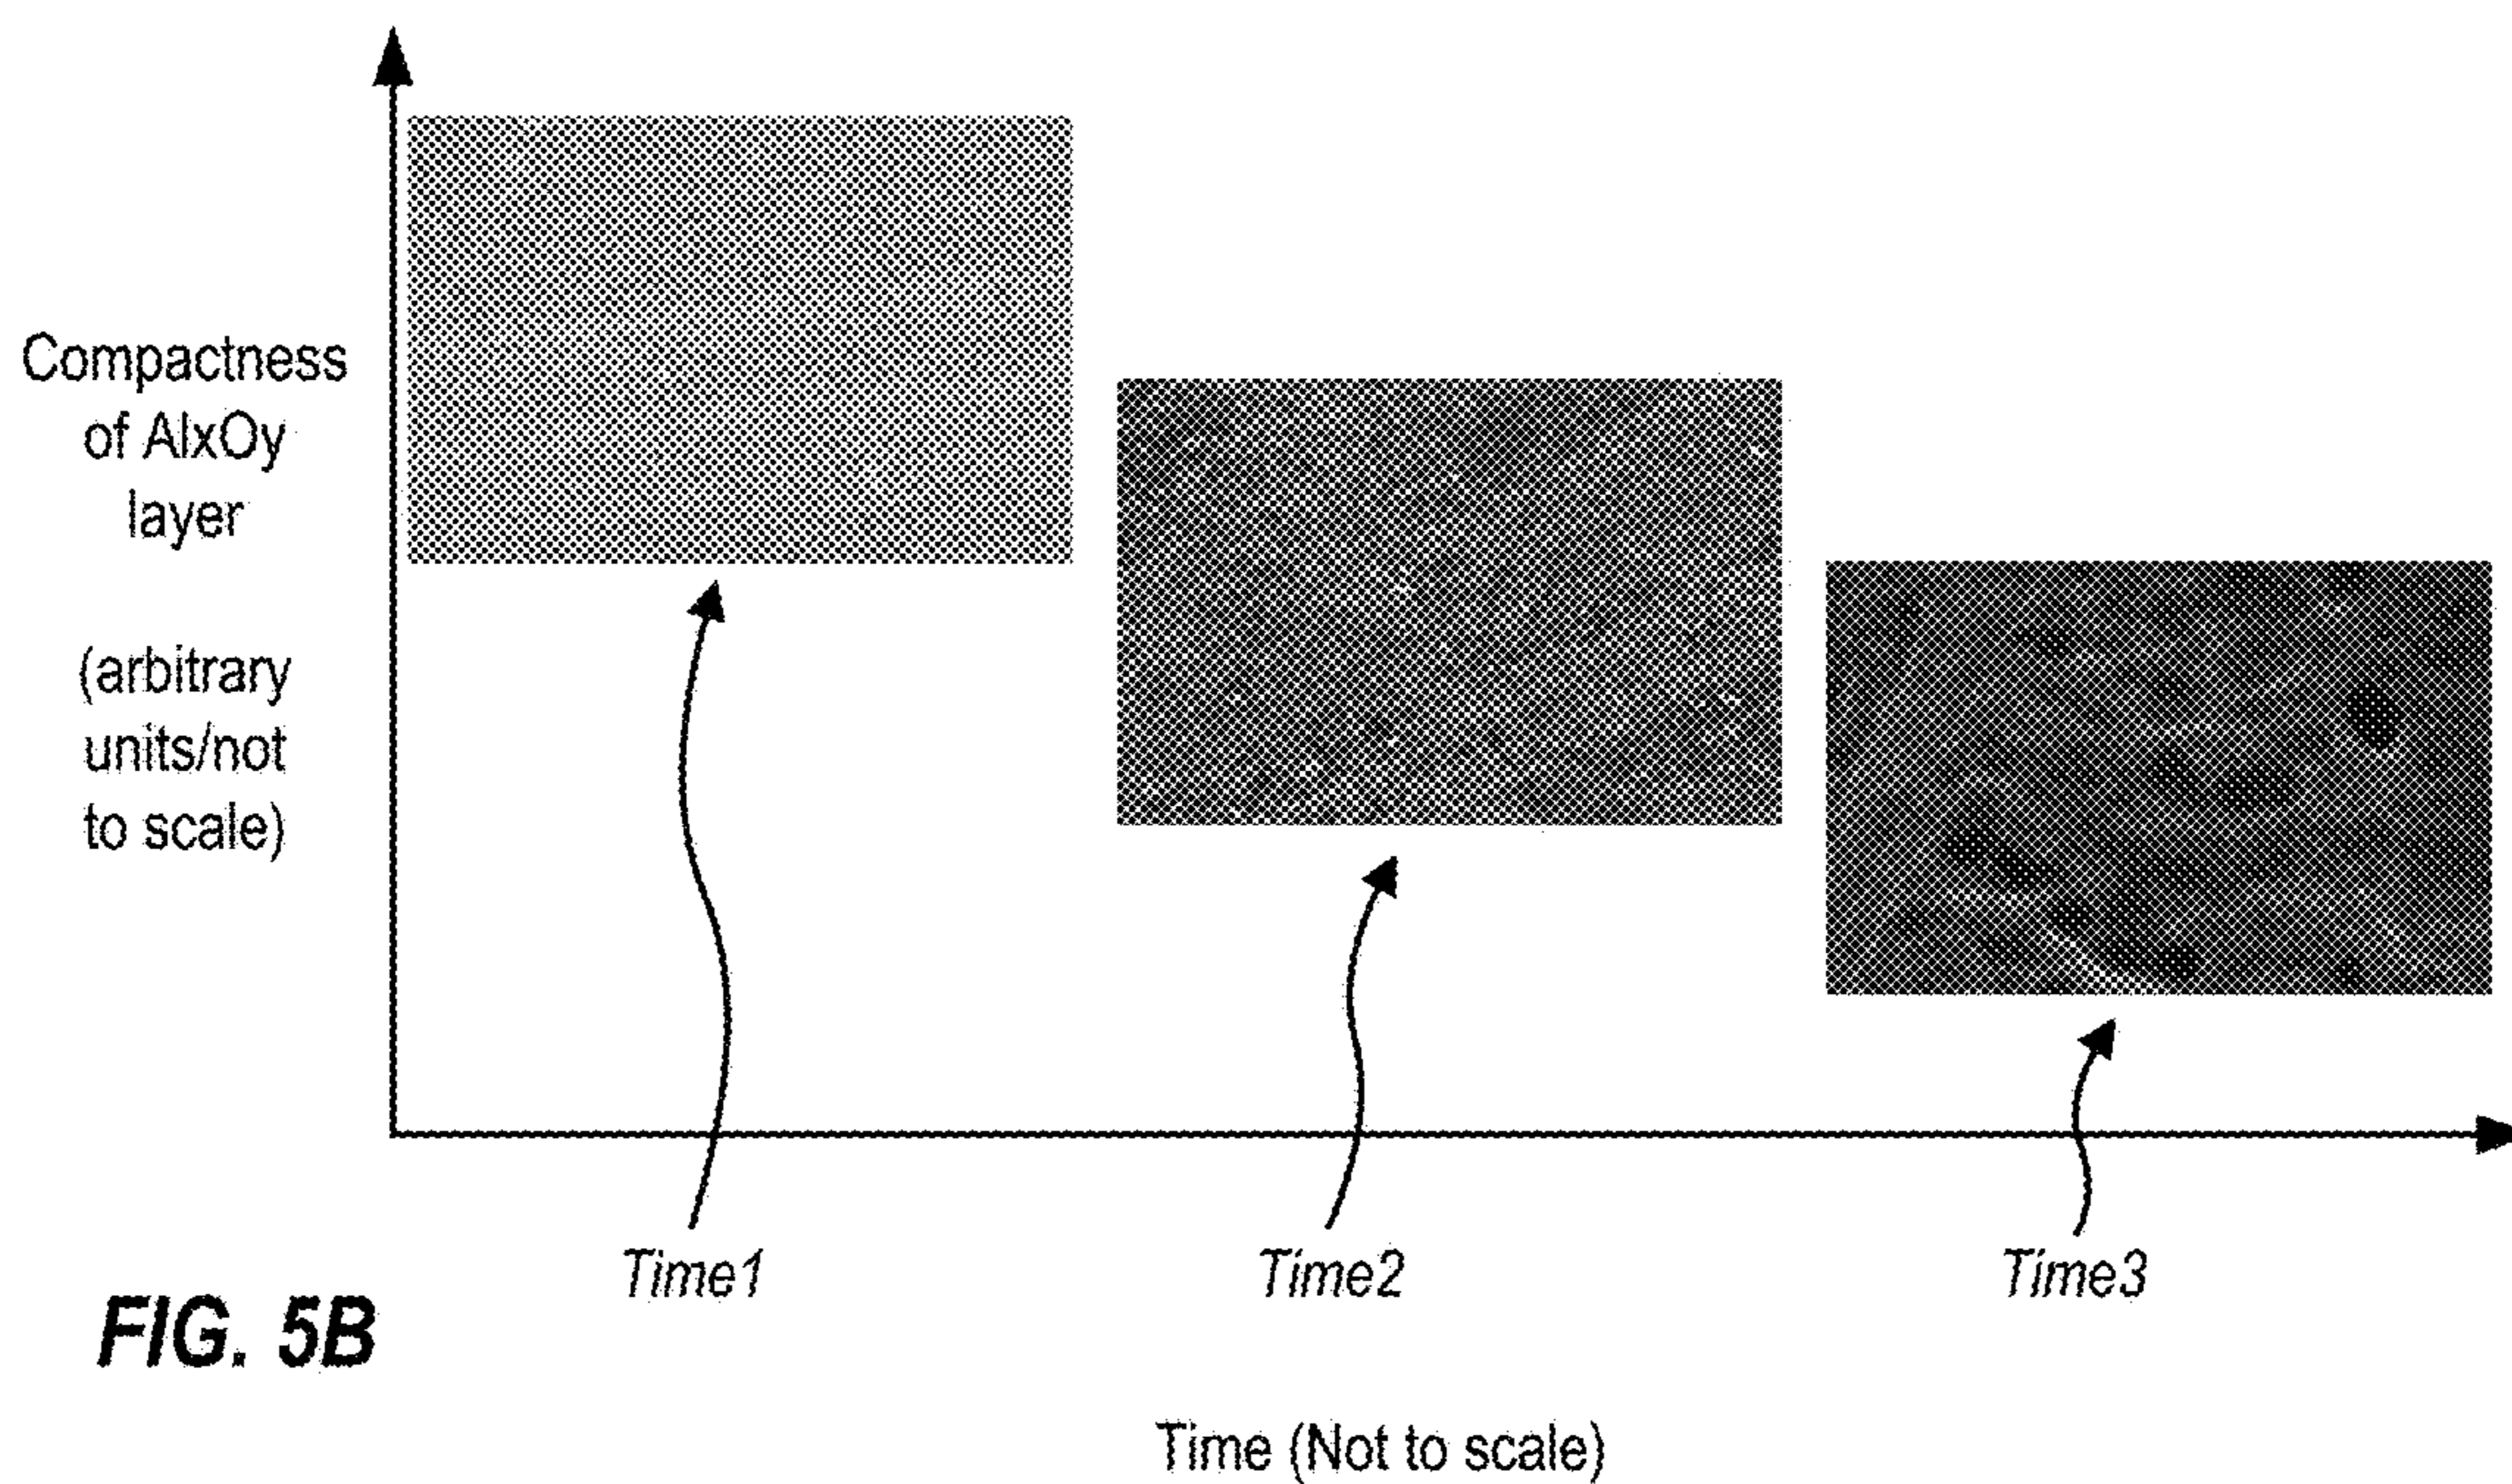 Compactness
of AlxOy
layer
(arbitrary
units/not
to scale)
Time1
Time2
Time3
FIG. 5B
Time (Not to scale)